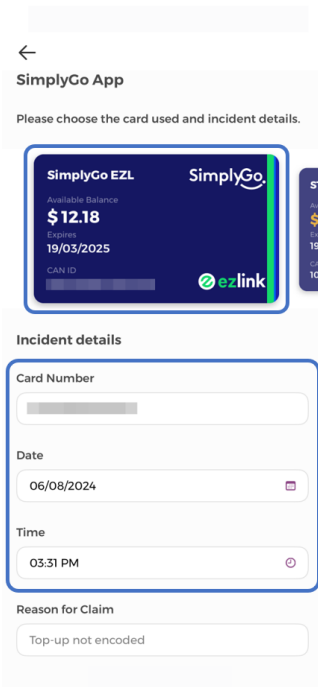 SimplyGo App
Please choose the card used and incident details.
SimplyGo EZL
SimplyGo.
Available Balance
$ 12.18
Expires
19/03/2025
CAN ID
ezlink
Incident details
Card Number
Date
06/08/2024
Time
03:31 PM
Reason for Claim
Top-up not encoded